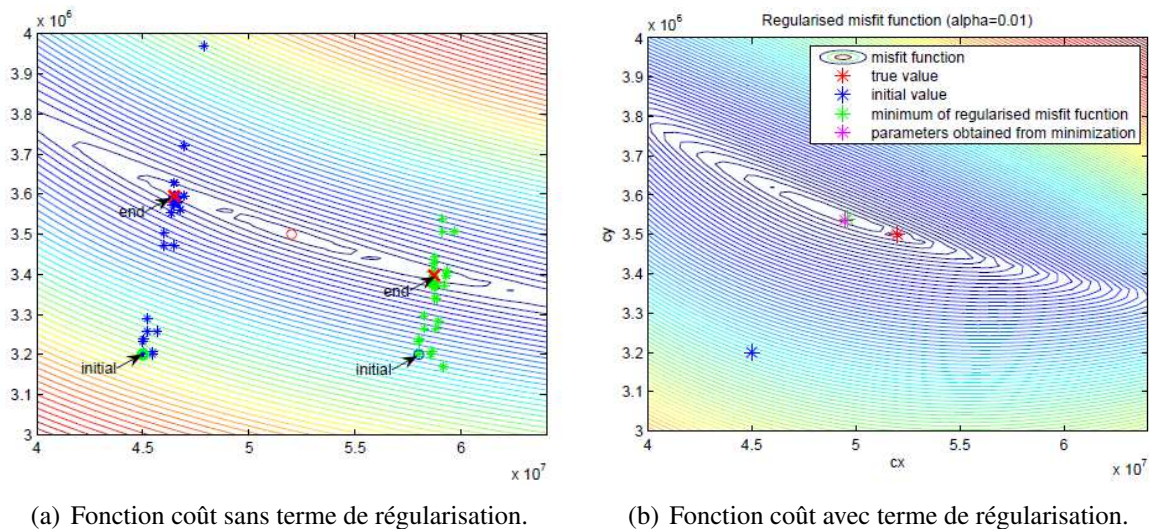 x 10^6
4
3.9
3.8
3.7
3.6
3.5
3.4
3.3
3.2
3.1
3
4
4.5
5
5.5
6
x 10^7
end
end
initial
initial
(a) Fonction coût sans terme de régularisation.
x 10^6
Regularised misfit function (alpha=0.01)
4
3.9
3.8
3.7
3.6
3.5
3.4
3.3
3.2
3.1
3
cy
4
4.5
5
5.5
6
cx
x 10^7
misfit function
true value
initial value
minimum of regularised misfit fucntion
parameters obtained from minimization
(b) Fonction coût avec terme de régularisation.